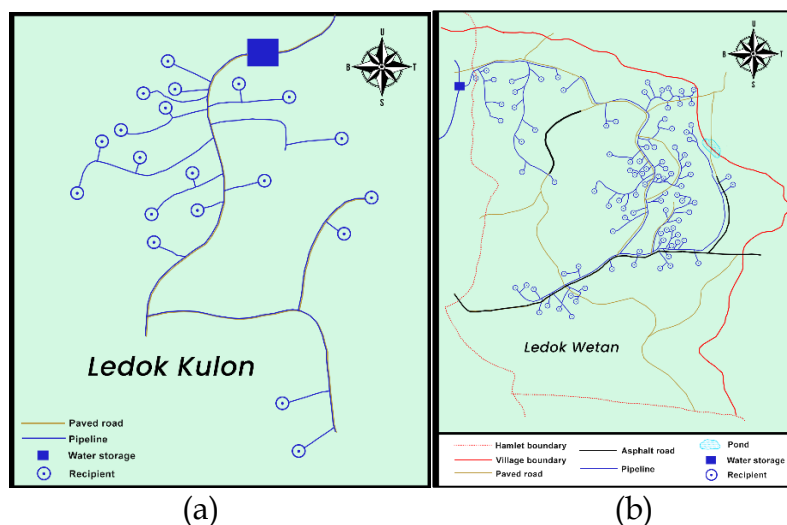 U
B T
S
Ledok Kulon
Paved road
Pipeline
Water storage
Recipient
(a)
U
B T
S
Ledok Wetan
Hamlet boundary
Village boundary
Paved road
Asphalt road
Pipeline
Pond
Water storage
Recipient
(b)